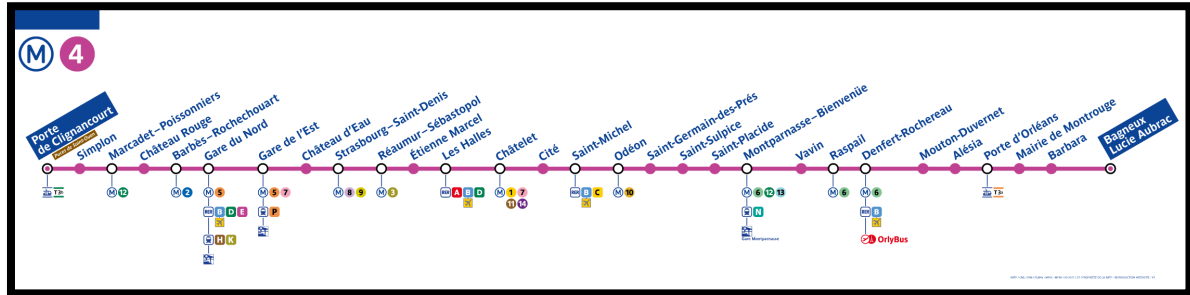 M 4
Porte
de Clignancourt
Simplon
Marcadet–Poissonniers
Château Rouge
Barbès–Rochechouart
Gare du Nord
Gare de l'Est
Château d'Eau
Strasbourg–Saint-Denis
Réaumur–Sébastopol
Étienne Marcel
Les Halles
Châtelet
Cité
Saint-Michel
Odéon
Saint-Germain-des-Prés
Saint-Sulpice
Saint-Placide
Montparnasse–Bienvenüe
Vavin
Raspail
Denfert-Rochereau
Mouton-Duvernet
Alésia
Porte d'Orléans
Mairie de Montrouge
Barbara
Bagneux
Lucie Aubrac
T3b
M 12
M 2
M 5
RER B D E
H K
M 5 7
P
M 8 9
M 3
RER A B D
M 1 7
11 14
RER B C
M 10
M 6 12 13
N
Gare Montparnasse
M 6
M 6
RER B
OrlyBus
T3a